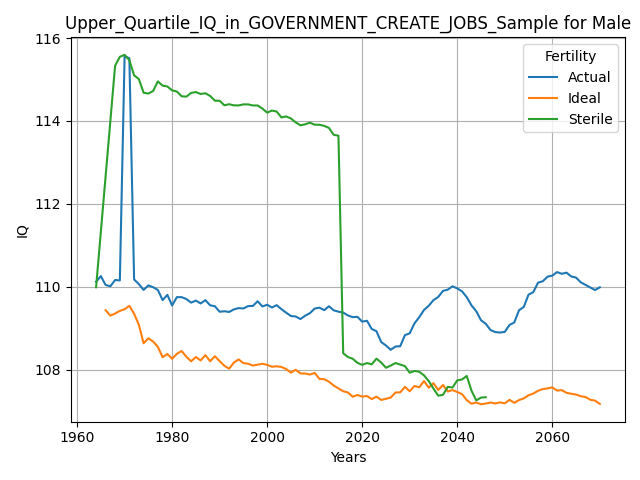 Upper_Quartile_IQ_in_GOVERNMENT_CREATE_JOBS_Sample for Male
Fertility
Actual
Ideal
Sterile
116
114
112
110
108
IQ
1960
1980
2000
2020
2040
2060
Years